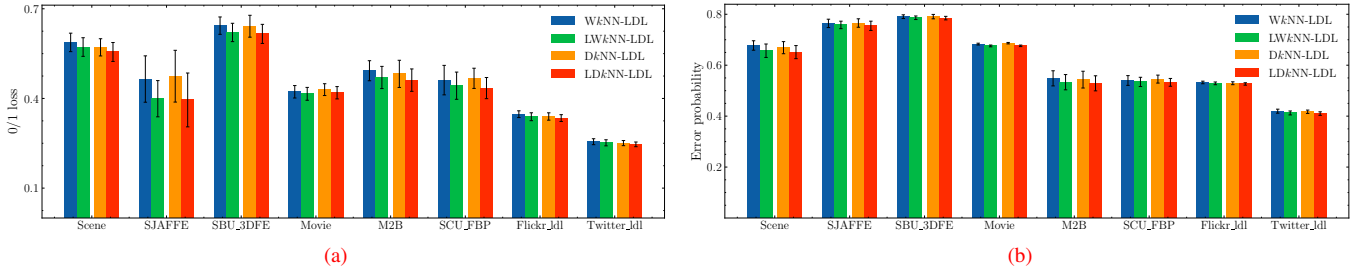 0/1 loss
0.7
0.4
0.1
WkNN-LDL
LWkNN-LDL
DkNN-LDL
LDkNN-LDL
Scene SJAFFE SBU_3DFE Movie M2B SCU_FBP Flickr_ldl Twitter_ldl
(a)
Error probability
0.8
0.6
0.4
0.2
WkNN-LDL
LWkNN-LDL
DkNN-LDL
LDkNN-LDL
Scene SJAFFE SBU_3DFE Movie M2B SCU_FBP Flickr_ldl Twitter_ldl
(b)